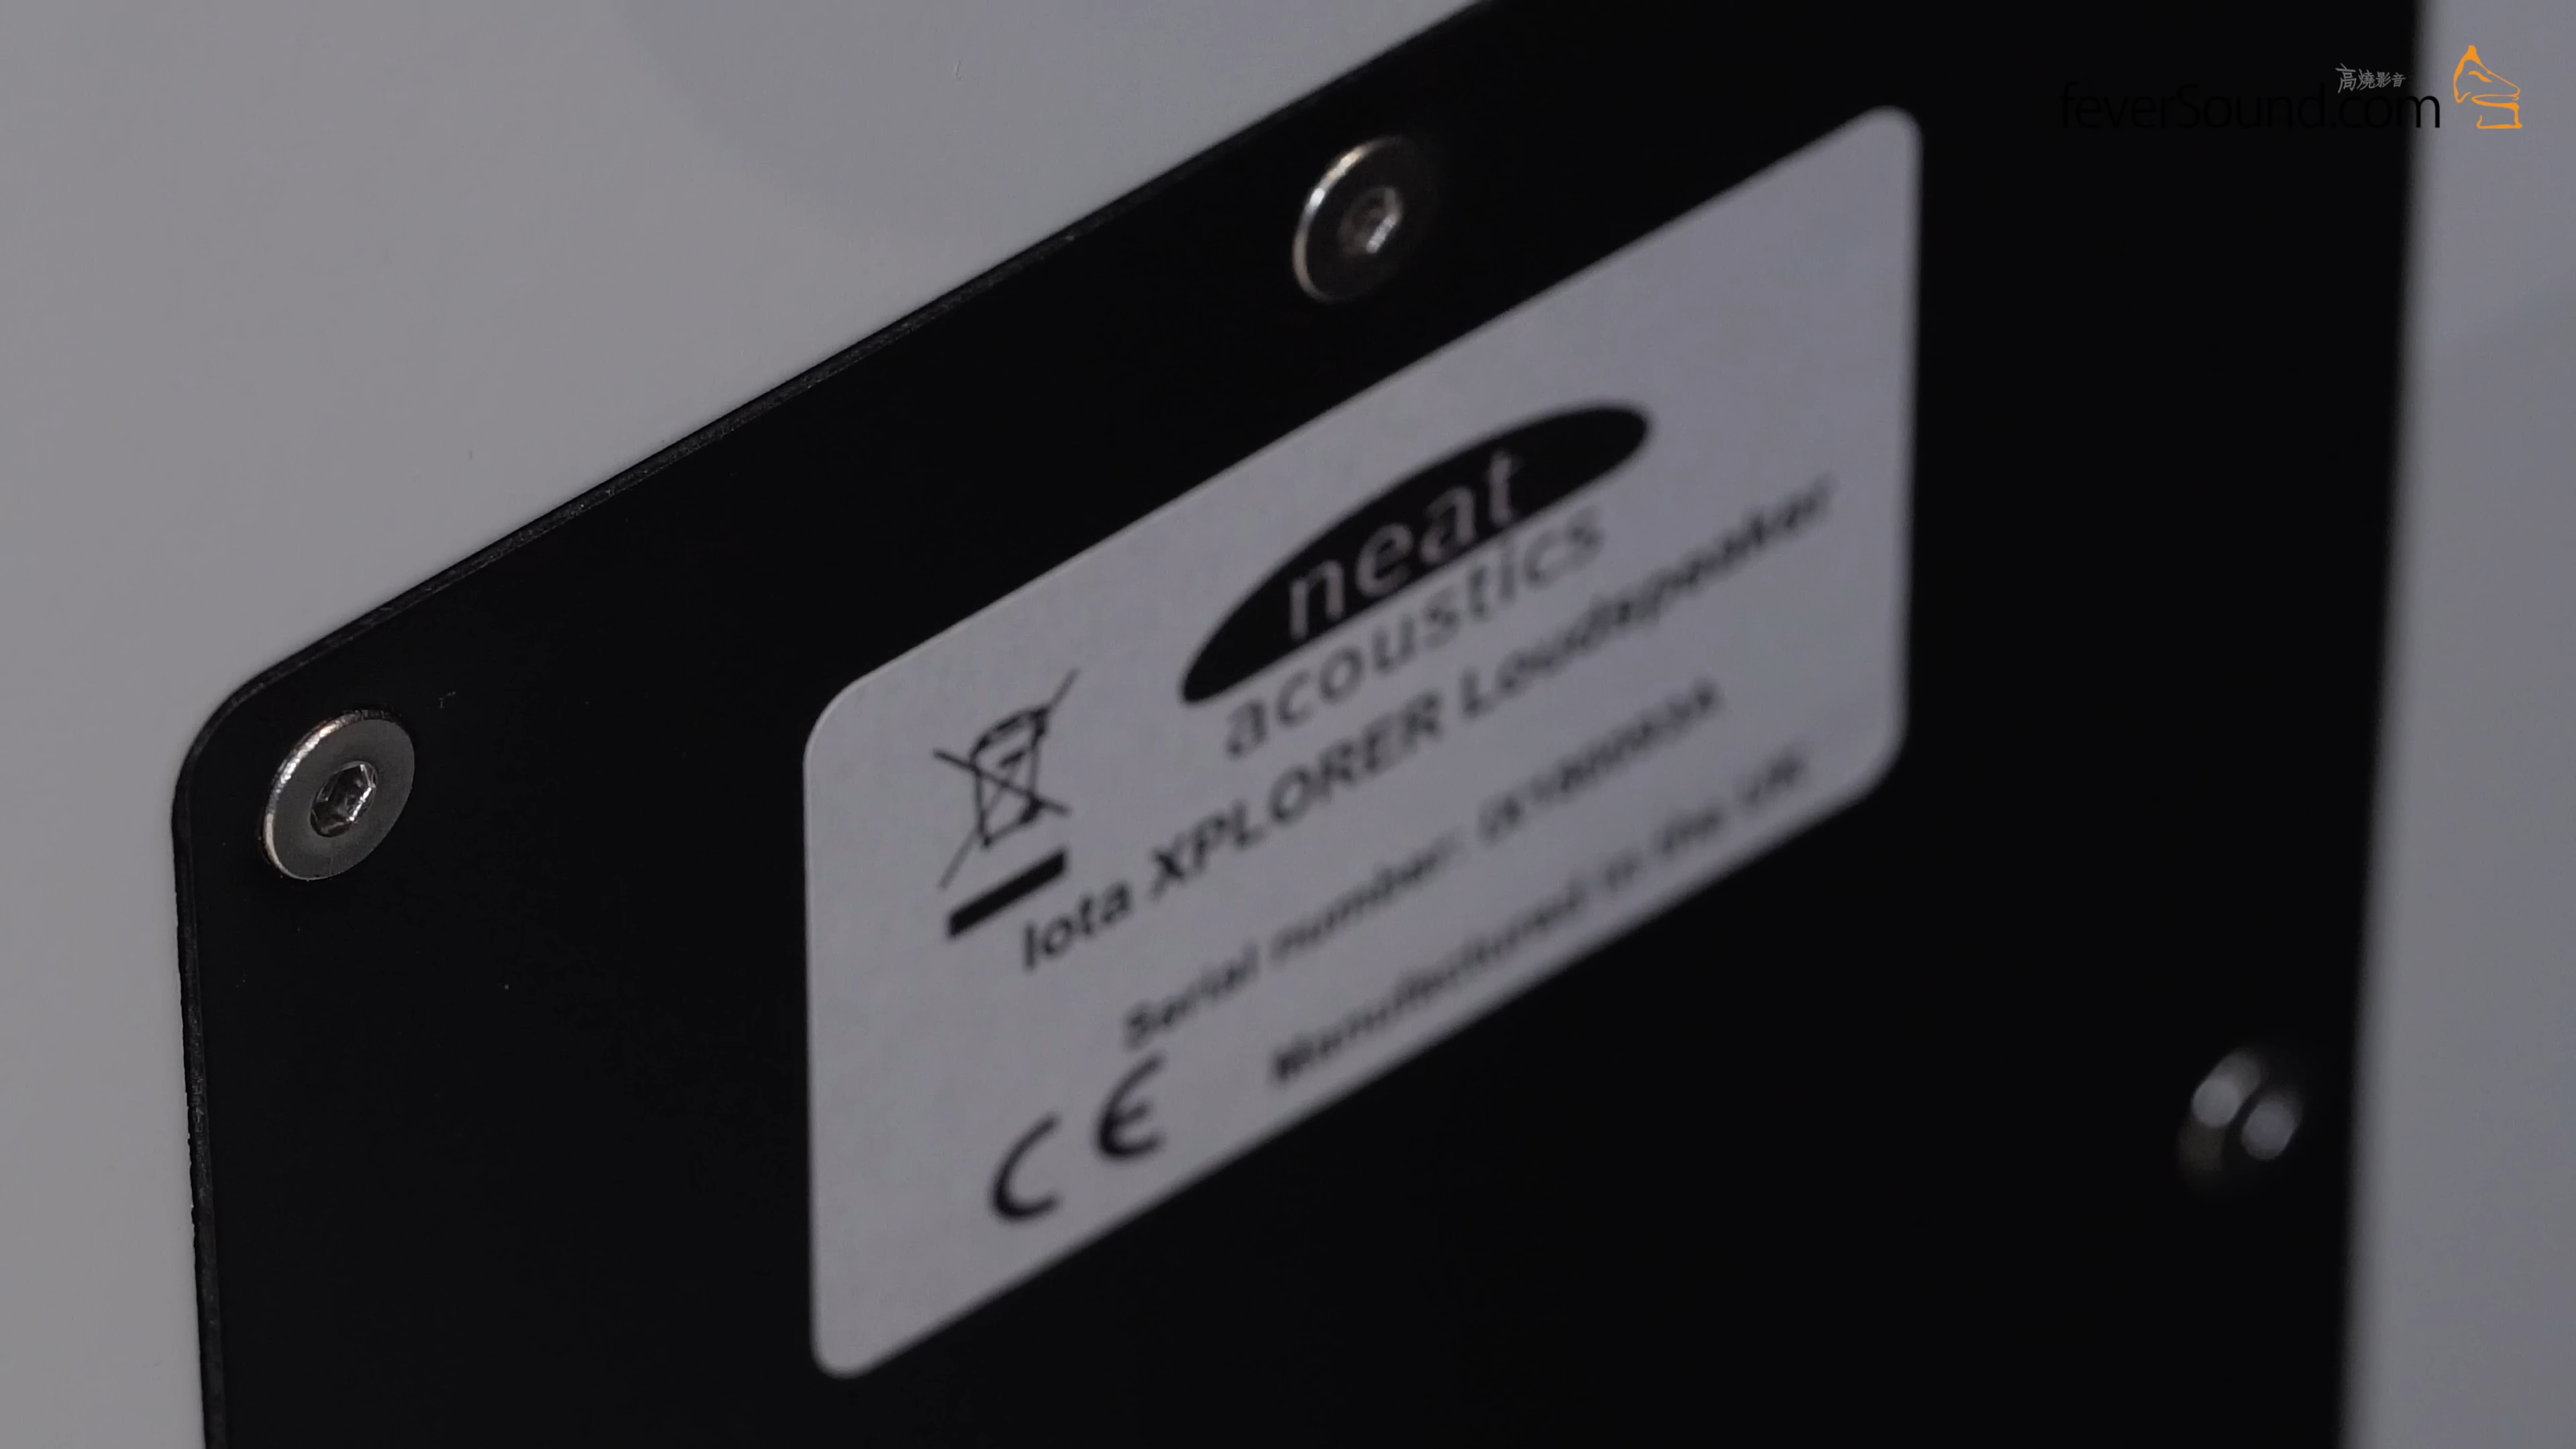 高燒影音
feverSound.com
neat
acoustics
Iota XPLORER Loudspeaker
Serial number:
Manufactured in the UK
CE